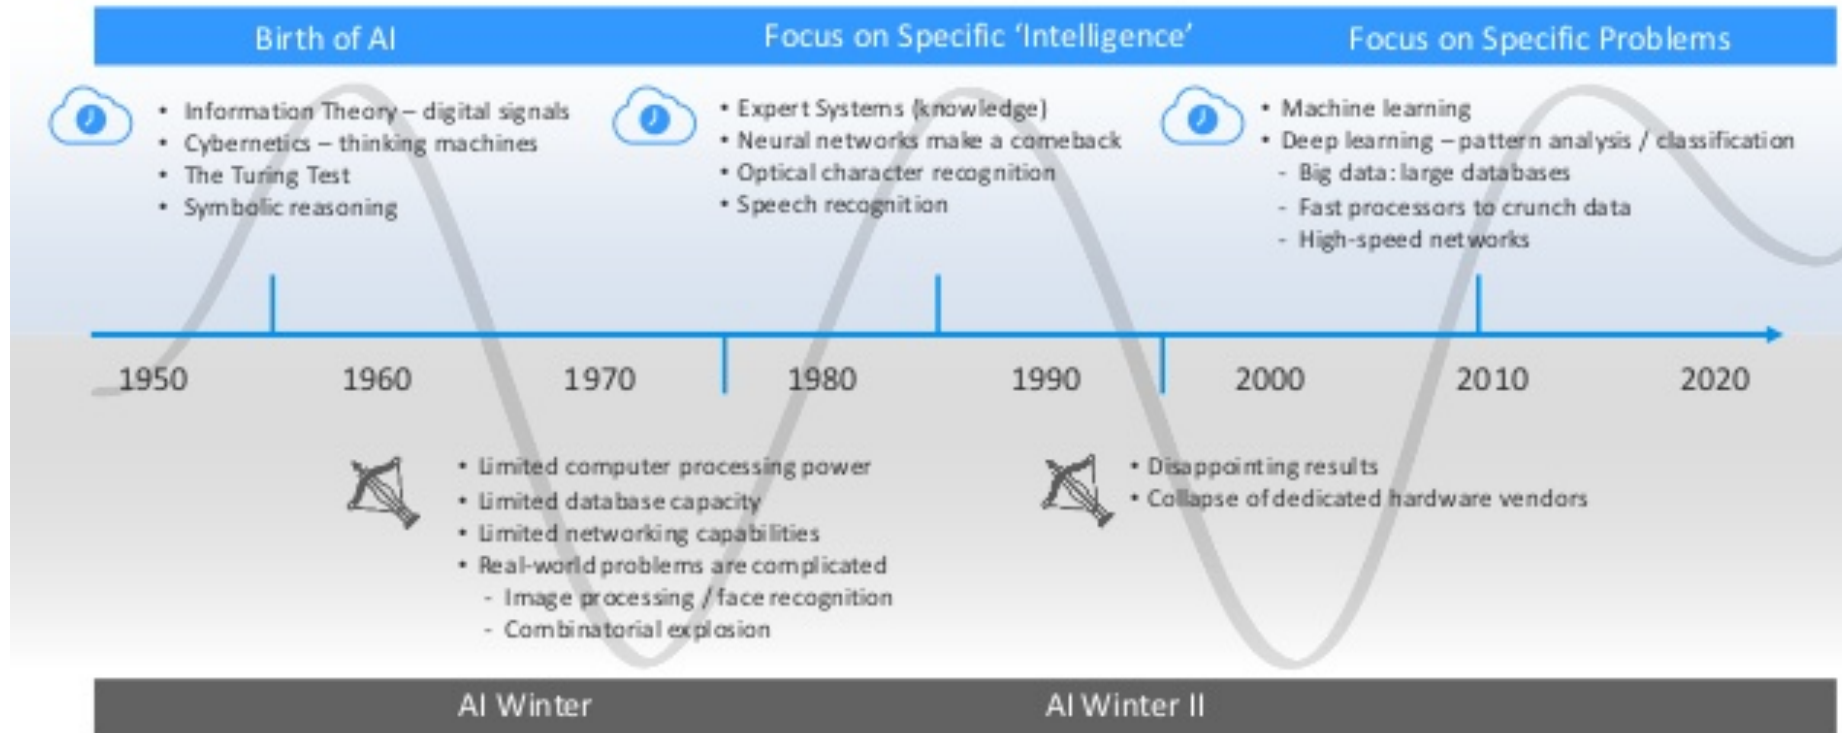 Birth of AI
Focus on Specific ‘Intelligence’
Focus on Specific Problems
• Information Theory – digital signals
• Cybernetics – thinking machines
• The Turing Test
• Symbolic reasoning
• Expert Systems (knowledge)
• Neural networks make a comeback
• Optical character recognition
• Speech recognition
• Machine learning
• Deep learning – pattern analysis / classification
- Big data: large databases
- Fast processors to crunch data
- High-speed networks
1950 1960 1970 1980 1990 2000 2010 2020
• Limited computer processing power
• Limited database capacity
• Limited networking capabilities
• Real-world problems are complicated
- Image processing / face recognition
- Combinatorial explosion
• Disappointing results
• Collapse of dedicated hardware vendors
AI Winter
AI Winter II